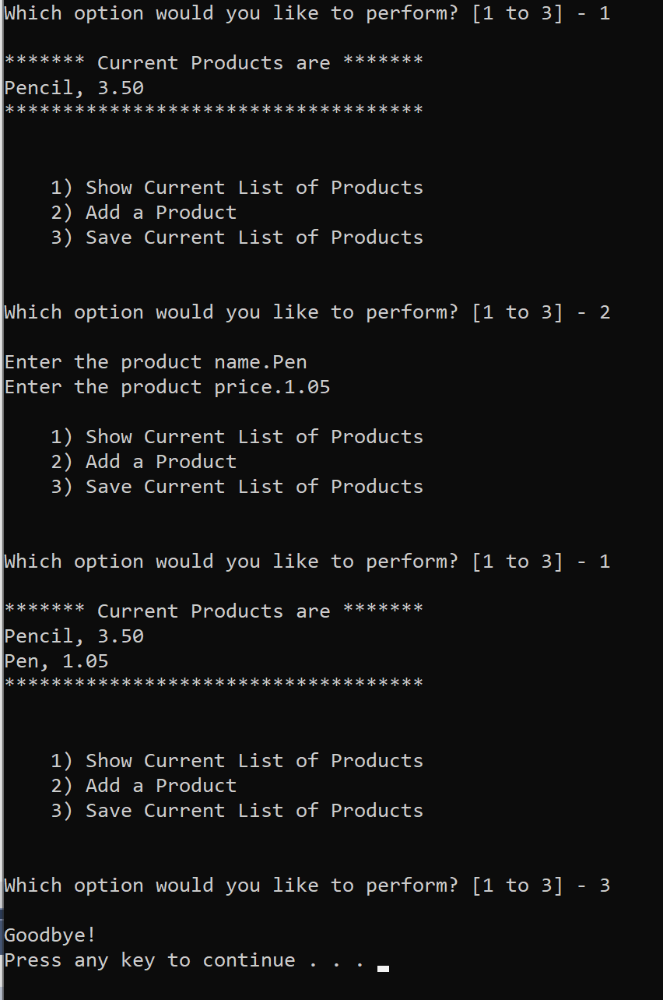 Which option would you like to perform? [1 to 3] - 1
******* Current Products are *******
Pencil, 3.50
************************************
1) Show Current List of Products
2) Add a Product
3) Save Current List of Products
Which option would you like to perform? [1 to 3] - 2
Enter the product name.Pen
Enter the product price.1.05
1) Show Current List of Products
2) Add a Product
3) Save Current List of Products
Which option would you like to perform? [1 to 3] - 1
******* Current Products are *******
Pencil, 3.50
Pen, 1.05
************************************
1) Show Current List of Products
2) Add a Product
3) Save Current List of Products
Which option would you like to perform? [1 to 3] - 3
Goodbye!
Press any key to continue . . .